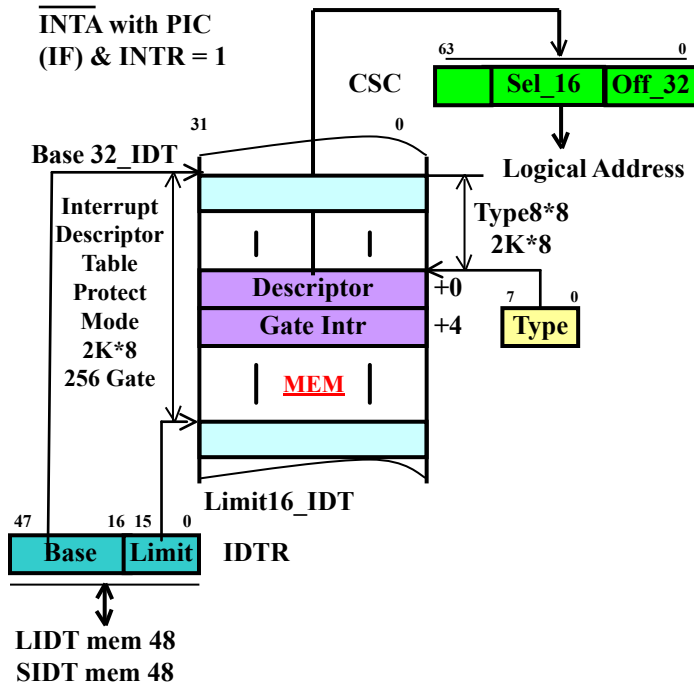 INTA with PIC
(IF) & INTR = 1
63 0
CSC Sel_16 Off_32
31 0
Base 32_IDT
Logical Address
Interrupt
Descriptor
Table
Protect
Mode
2K*8
256 Gate
Type8*8
2K*8
Descriptor +0
Gate Intr +4
7 0
Type
MEM
Limit16_IDT
47 16 15 0
Base Limit IDTR
LIDT mem 48
SIDT mem 48